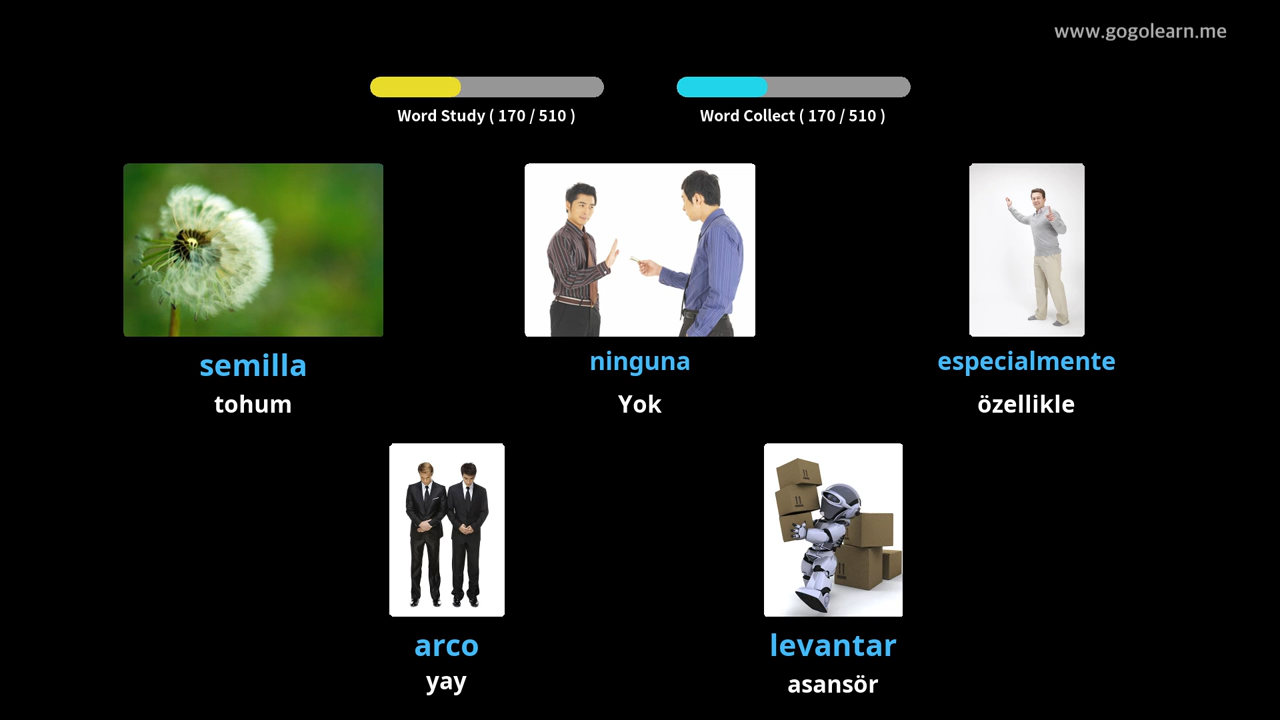 www.gogolearn.me
Word Study ( 170 / 510 )
Word Collect ( 170 / 510 )
semilla
tohum
ninguna
Yok
especialmente
özellikle
arco
yay
levantar
asansör